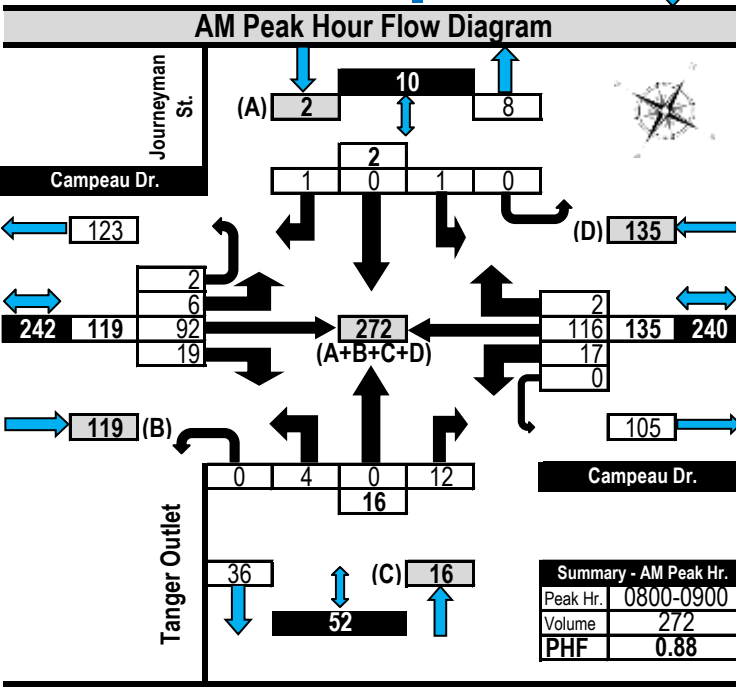 AM Peak Hour Flow Diagram
Journeyman St.
(A) 2 10 8
Campeau Dr.
2
1 0 1 0
123 (D) 135
2
6
242 119 92
19
272
(A+B+C+D)
2
116 135 240
17
0
119 (B) 105
0 4 0 12
16
Campeau Dr.
Tanger Outlet
36 (C) 16
52
Summary - AM Peak Hr.
Peak Hr. 0800-0900
Volume 272
PHF 0.88